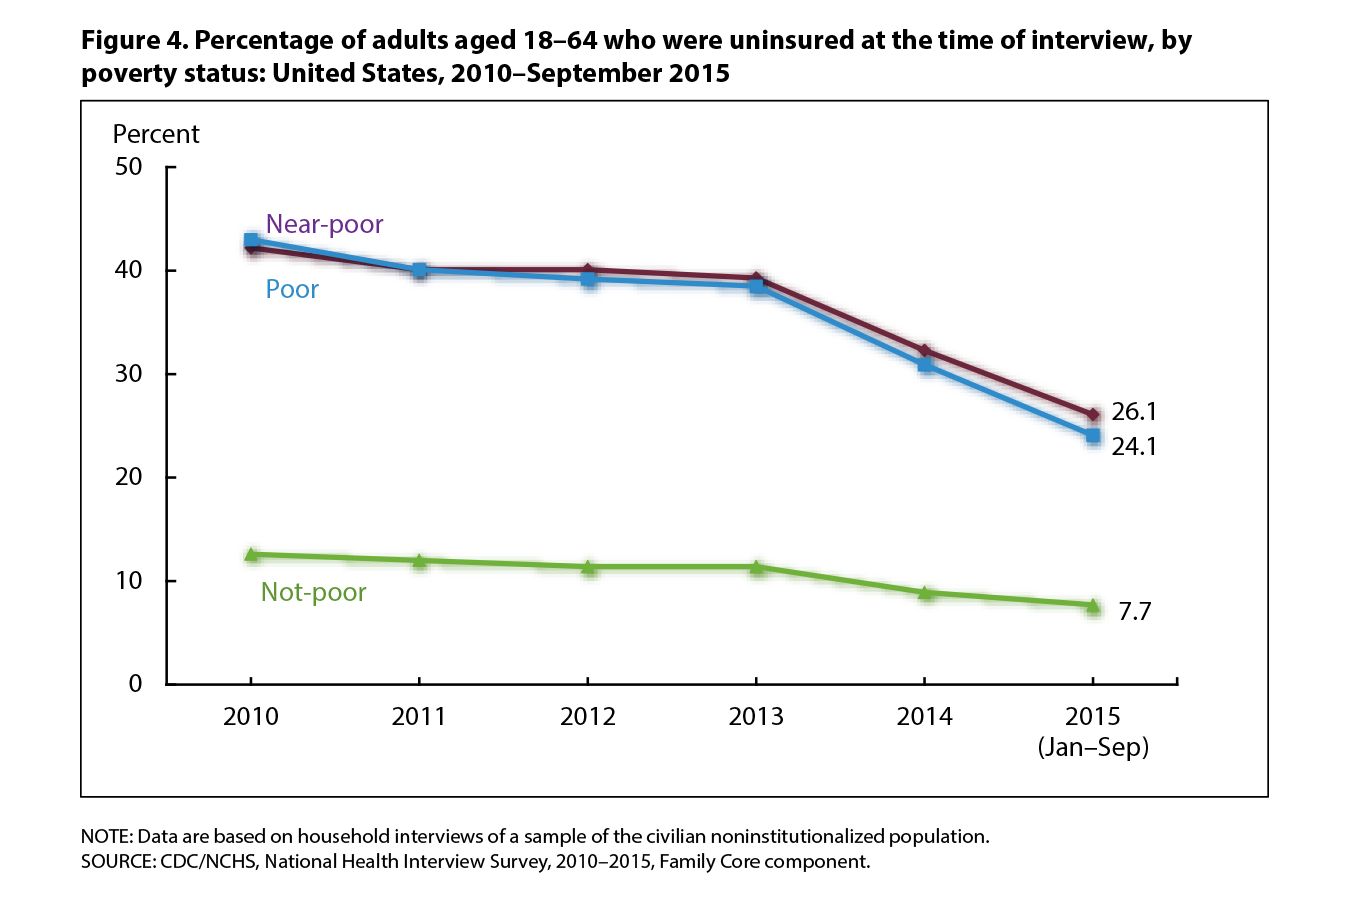 Figure 4. Percentage of adults aged 18–64 who were uninsured at the time of interview, by
poverty status: United States, 2010–September 2015
Percent
50
Near-poor
40
Poor
30
26.1
24.1
20
10
Not-poor
7.7
0
2010 2011 2012 2013 2014 2015
(Jan–Sep)
NOTE: Data are based on household interviews of a sample of the civilian noninstitutionalized population.
SOURCE: CDC/NCHS, National Health Interview Survey, 2010–2015, Family Core component.